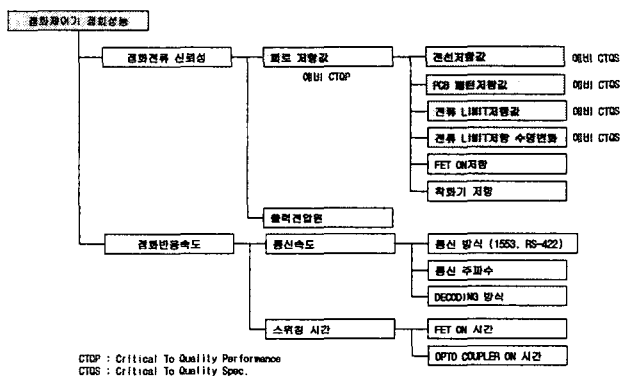 점화제어기 점화성능
점화전류 신뢰성
회로 저항값
예비 CTQP
전선저항값 예비 CTQS
PCB 패턴저항값 예비 CTQS
전류 LIMIT저항값 예비 CTQS
전류 LIMIT저항 수명변화 예비 CTQS
FET ON저항
착화기 저항
출력전압원
점화반응속도
통신속도
통신 방식 (1553, RS-422)
통신 주파수
DECODING 방식
스위칭 시간
FET ON 시간
OPTO COUPLER ON 시간
CTQP : Critical To Quality Performance
CTQS : Critical To Quality Spec.